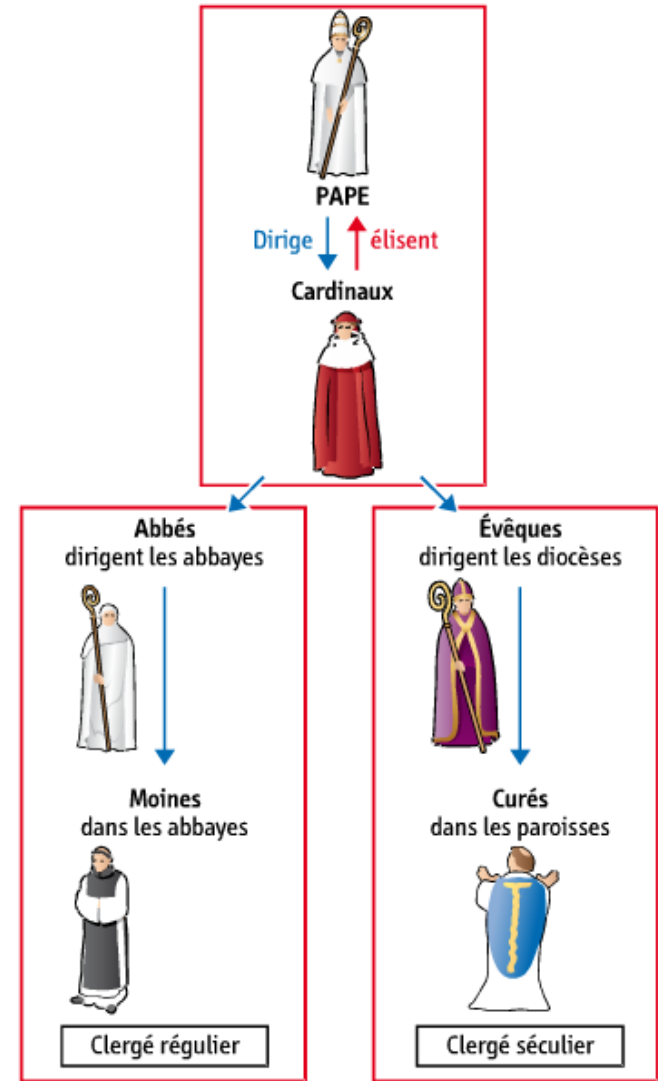 PAPE
Dirige
élisent
Cardinaux
Abbés
dirigent les abbayes
Moines
dans les abbayes
Clergé régulier
Évêques
dirigent les diocèses
Curés
dans les paroisses
Clergé séculier